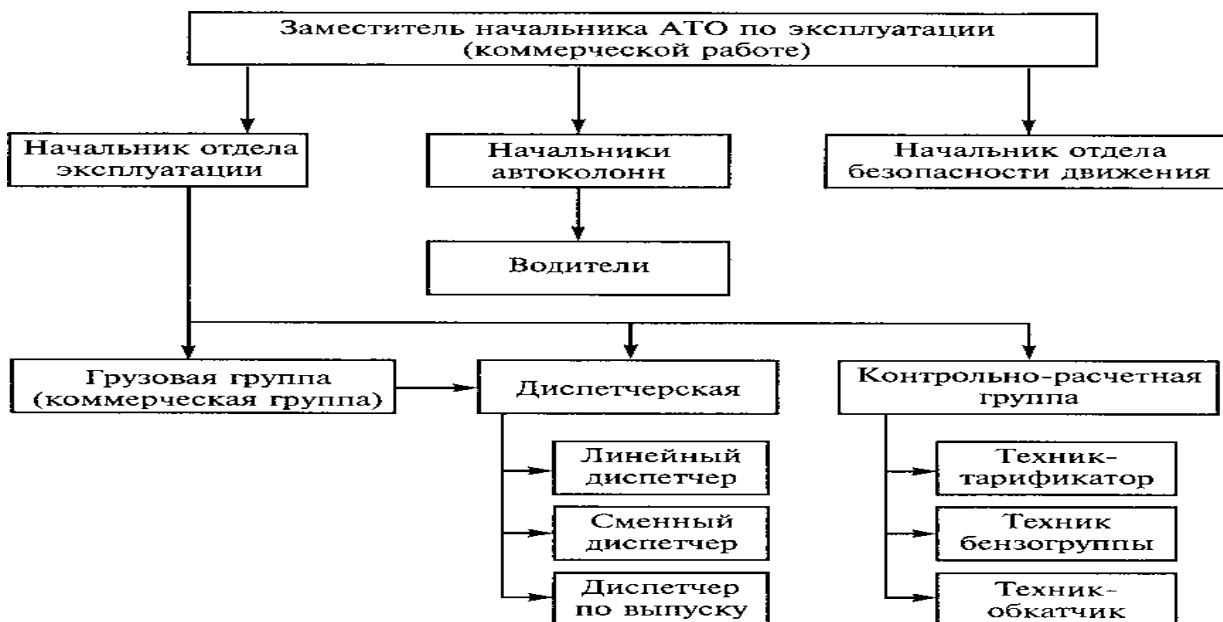 Заместитель начальника АТО по эксплуатации
(коммерческой работе)
Начальник отдела
эксплуатации
Начальники
автоколонн
Начальник отдела
безопасности движения
Водители
Грузовая группа
(коммерческая группа)
Диспетчерская
Контрольно-расчетная
группа
Линейный
диспетчер
Сменный
диспетчер
Диспетчер
по выпуску
Техник-
тарификатор
Техник
бензогруппы
Техник-
обкатчик